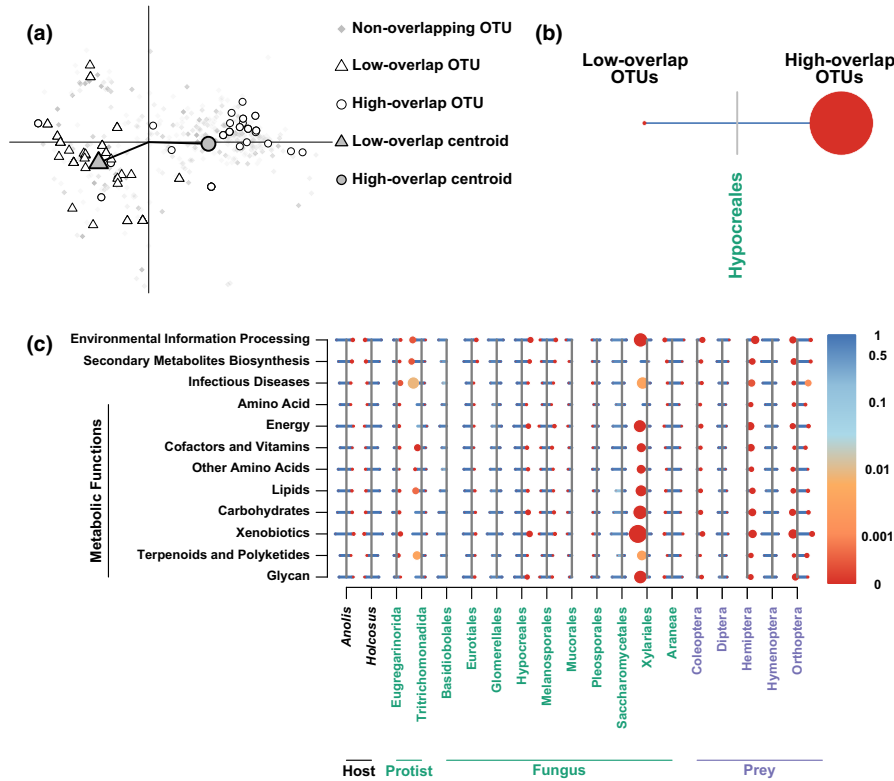 (a)
Non-overlapping OTU
Low-overlap OTU
High-overlap OTU
Low-overlap centroid
High-overlap centroid
(b)
Low-overlap
OTUs
High-overlap
OTUs
Hypocreales
(c)
Metabolic Functions
Environmental Information Processing
Secondary Metabolites Biosynthesis
Infectious Diseases
Amino Acid
Energy
Cofactors and Vitamins
Other Amino Acids
Lipids
Carbohydrates
Xenobiotics
Terpenoids and Polyketides
Glycan
1
0.5
0.1
0.01
0.001
0
Anolis
Holcosus
Eugregarinorida
Tritrichomonadida
Basidiobolales
Eurotiales
Glomerellales
Hypocreales
Melanosporales
Mucorales
Pleosporales
Saccharomycetales
Xylariales
Araneae
Coleoptera
Diptera
Hemiptera
Hymenoptera
Orthoptera
Host
Protist
Fungus
Prey